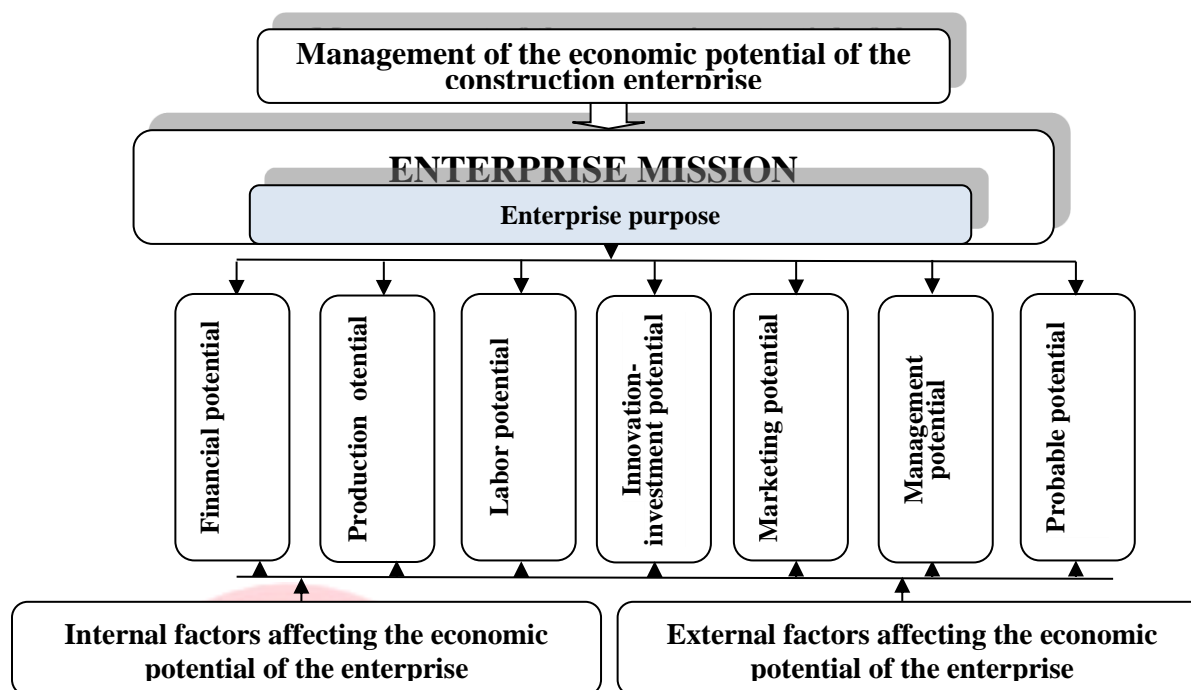 Management of the economic potential of the
construction enterprise
ENTERPRISE MISSION
Enterprise purpose
Financial potential
Production  otential
Labor potential
Innovation-
investment potential
Marketing potential
Management
potential
Probable potential
Internal factors affecting the economic
potential of the enterprise
External factors affecting the economic
potential of the enterprise